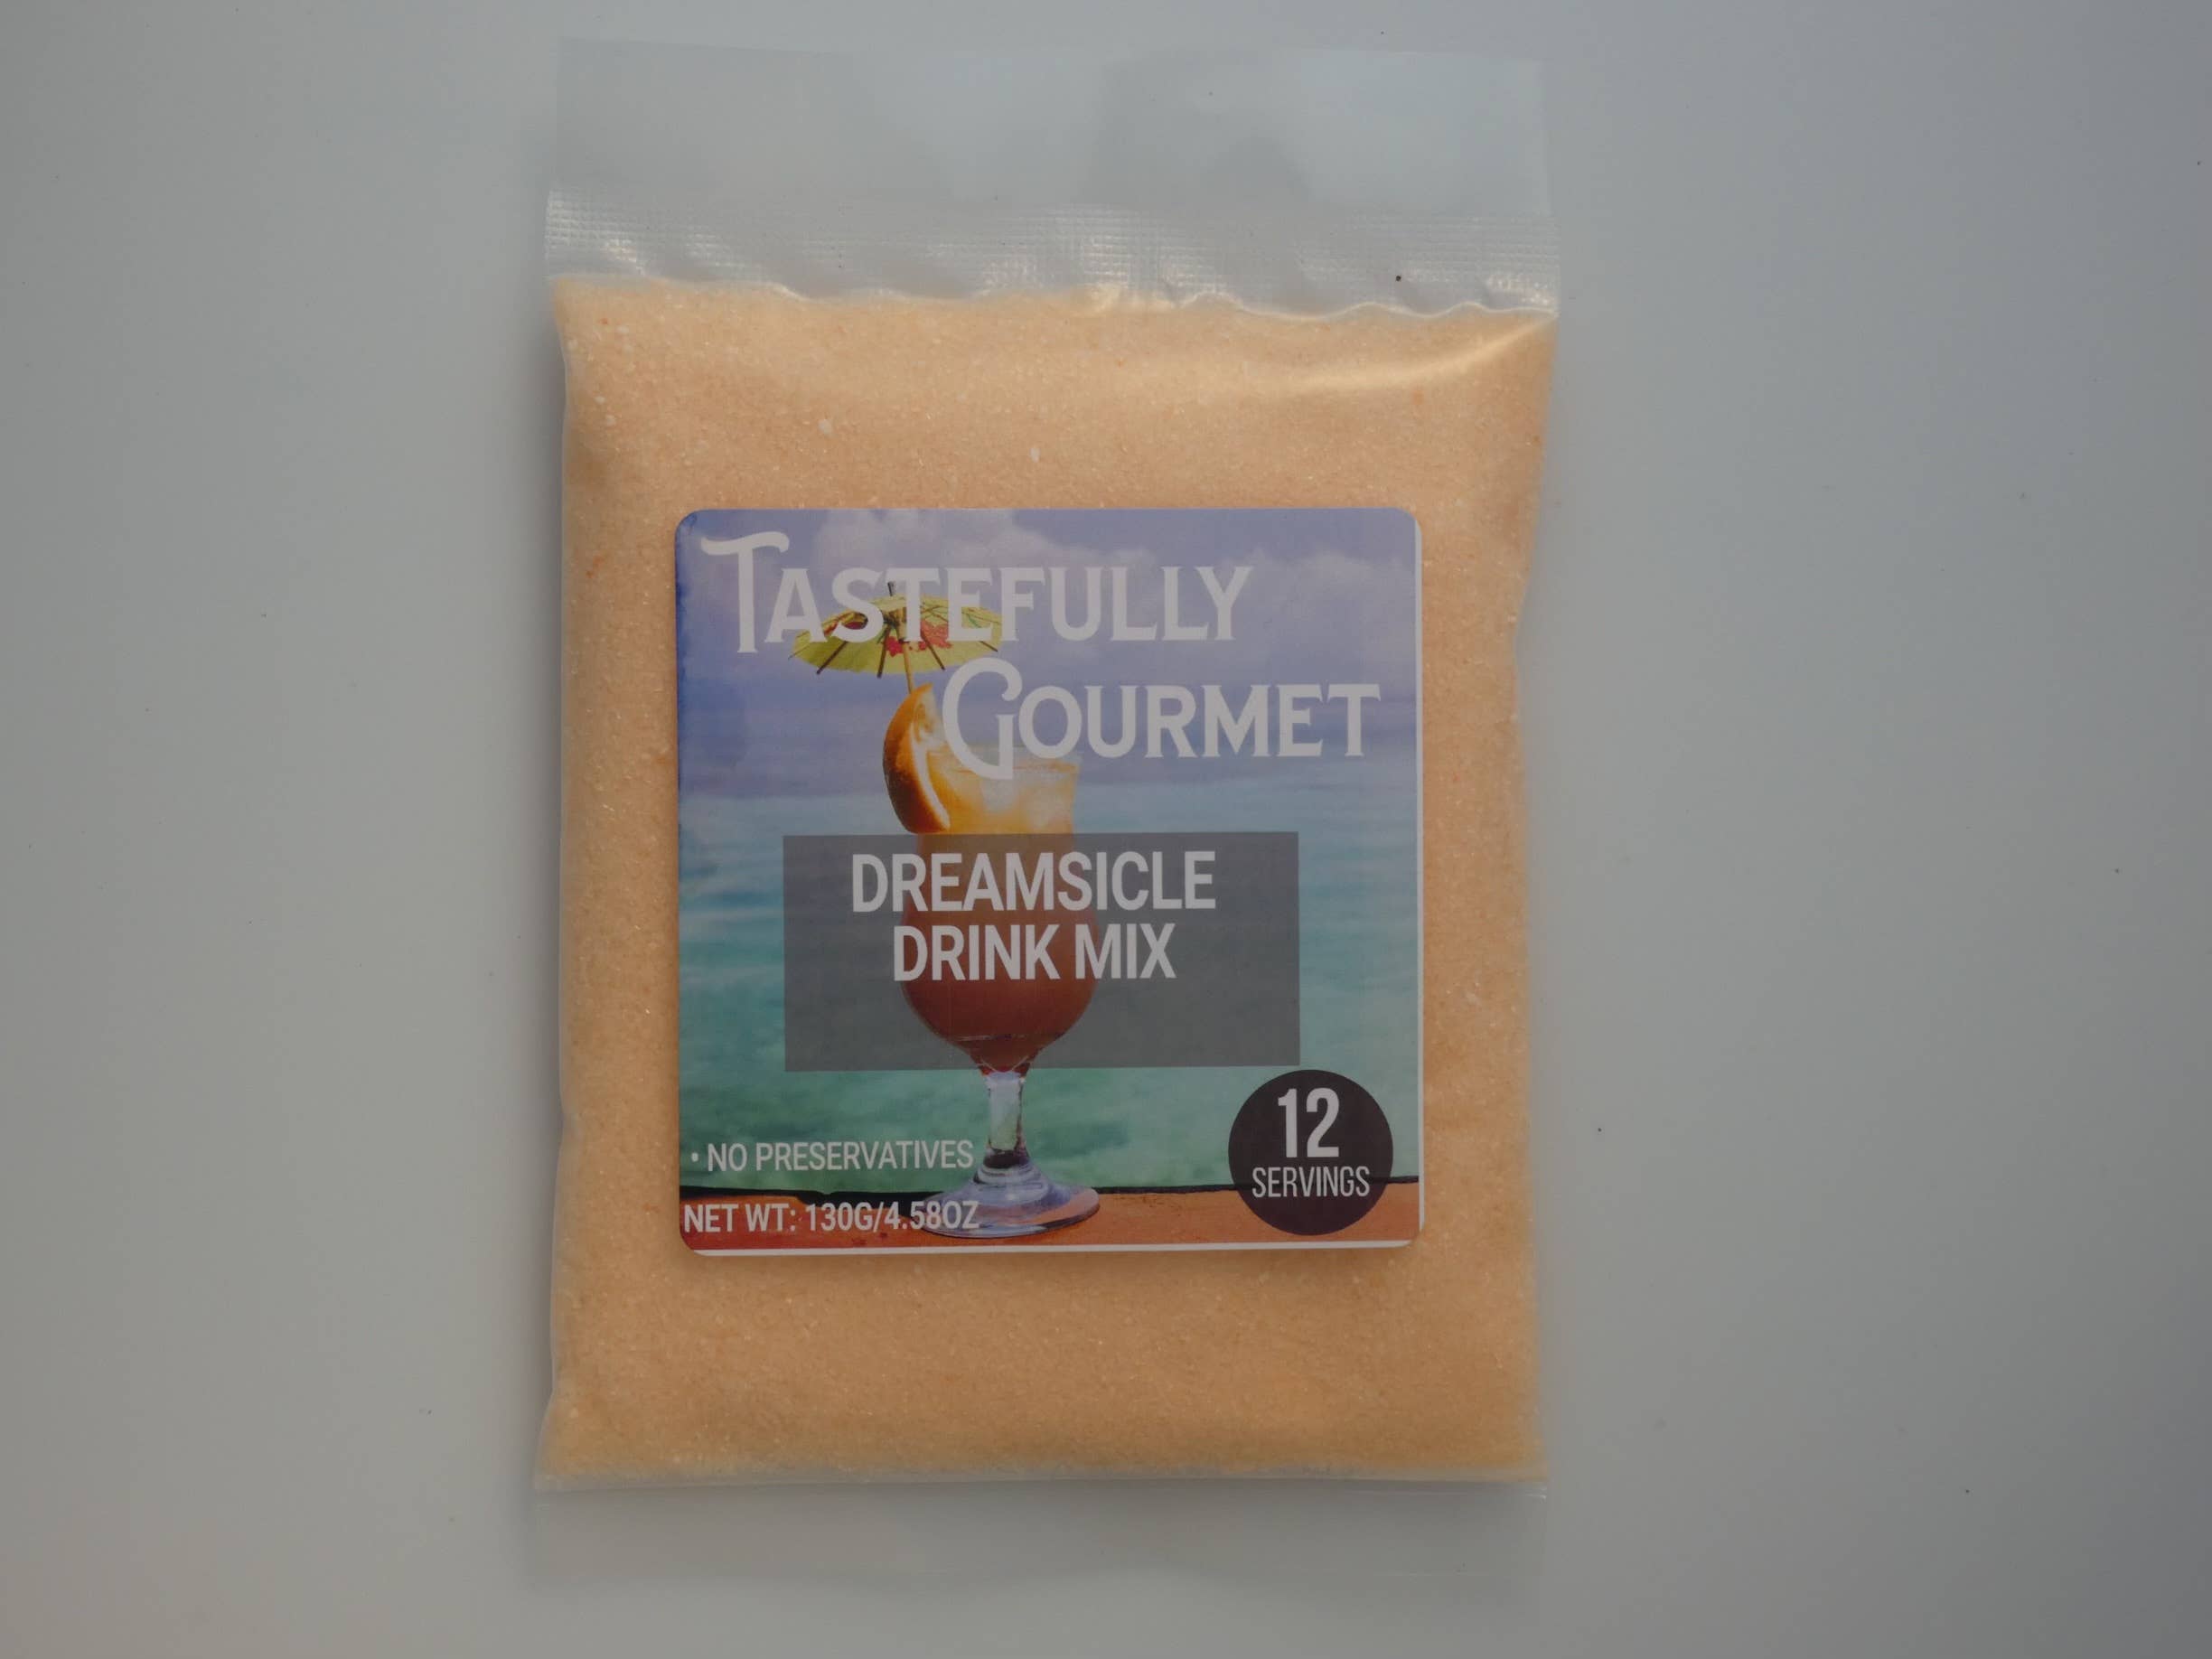 TASTEFULLY
GOURMET
DREAMSICLE
DRINK MIX
12
SERVINGS
• NO PRESERVATIVES
NET WT: 130G/4.58OZ